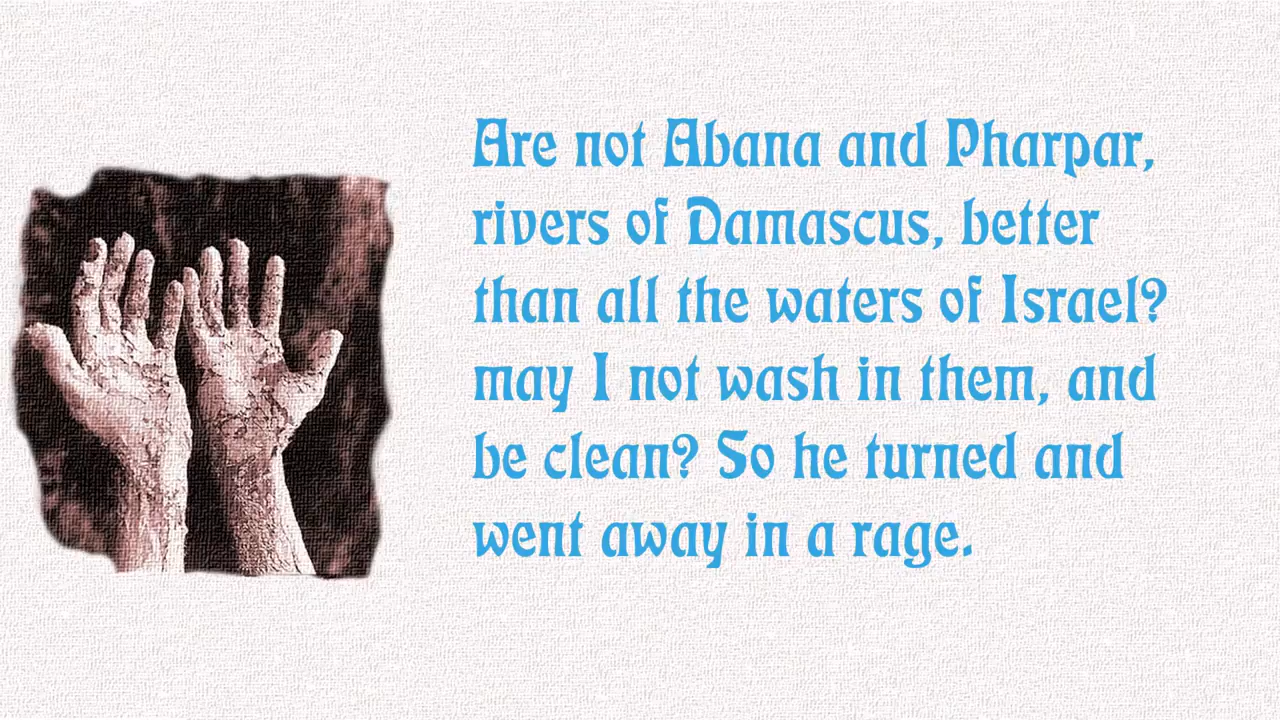 Are not Abana and Pharpar,
rivers of Damascus, better
than all the waters of Israel?
may I not wash in them, and
be clean? So he turned and
went away in a rage.